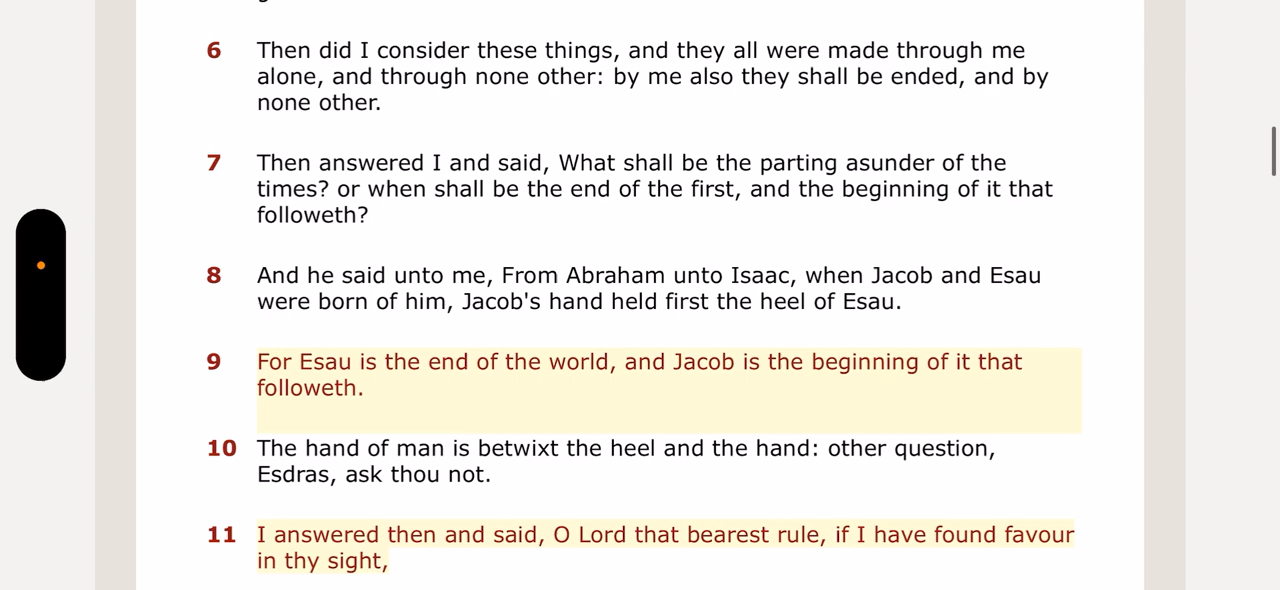 6 Then did I consider these things, and they all were made through me
alone, and through none other: by me also they shall be ended, and by
none other.
7 Then answered I and said, What shall be the parting asunder of the
times? or when shall be the end of the first, and the beginning of it that
followeth?
8 And he said unto me, From Abraham unto Isaac, when Jacob and Esau
were born of him, Jacob's hand held first the heel of Esau.
9 For Esau is the end of the world, and Jacob is the beginning of it that
followeth.
10 The hand of man is betwixt the heel and the hand: other question,
Esdras, ask thou not.
11 I answered then and said, O Lord that bearest rule, if I have found favour
in thy sight,